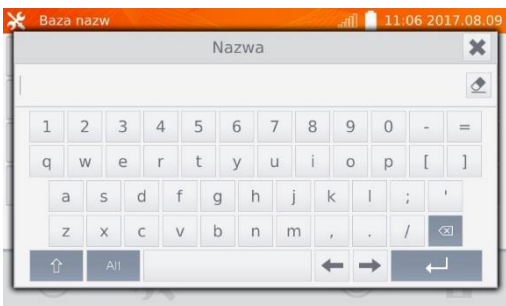 Baza nazw 11:06 2017.08.09
Nazwa
1 2 3 4 5 6 7 8 9 0 - =
q w e r t y u i o p [ ]
a s d f g h j k l ; '
z x c v b n m , . /
Alt